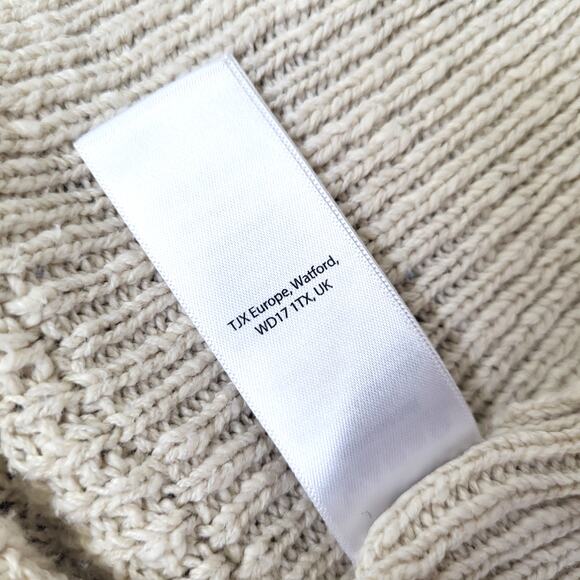 TJX Europe, Watford,
WD17 1TX, UK